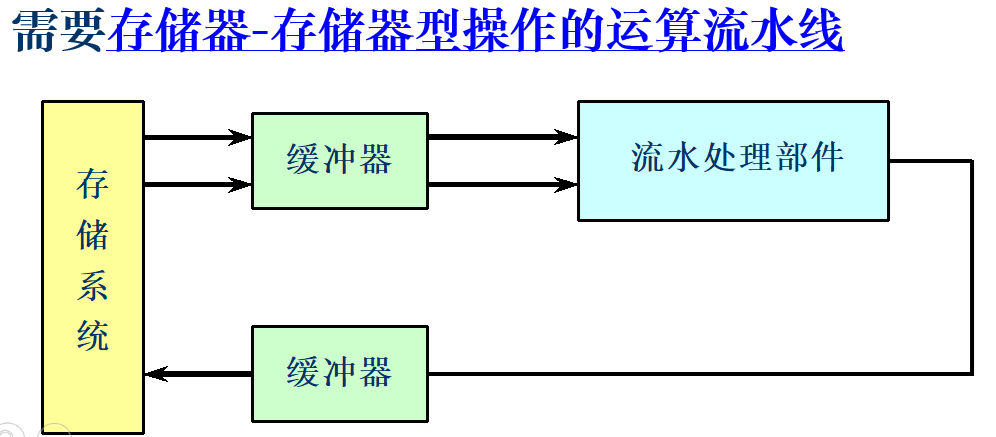 需要存储器-存储器型操作的运算流水线
缓冲器
流水处理部件
存
储
系
统
缓冲器